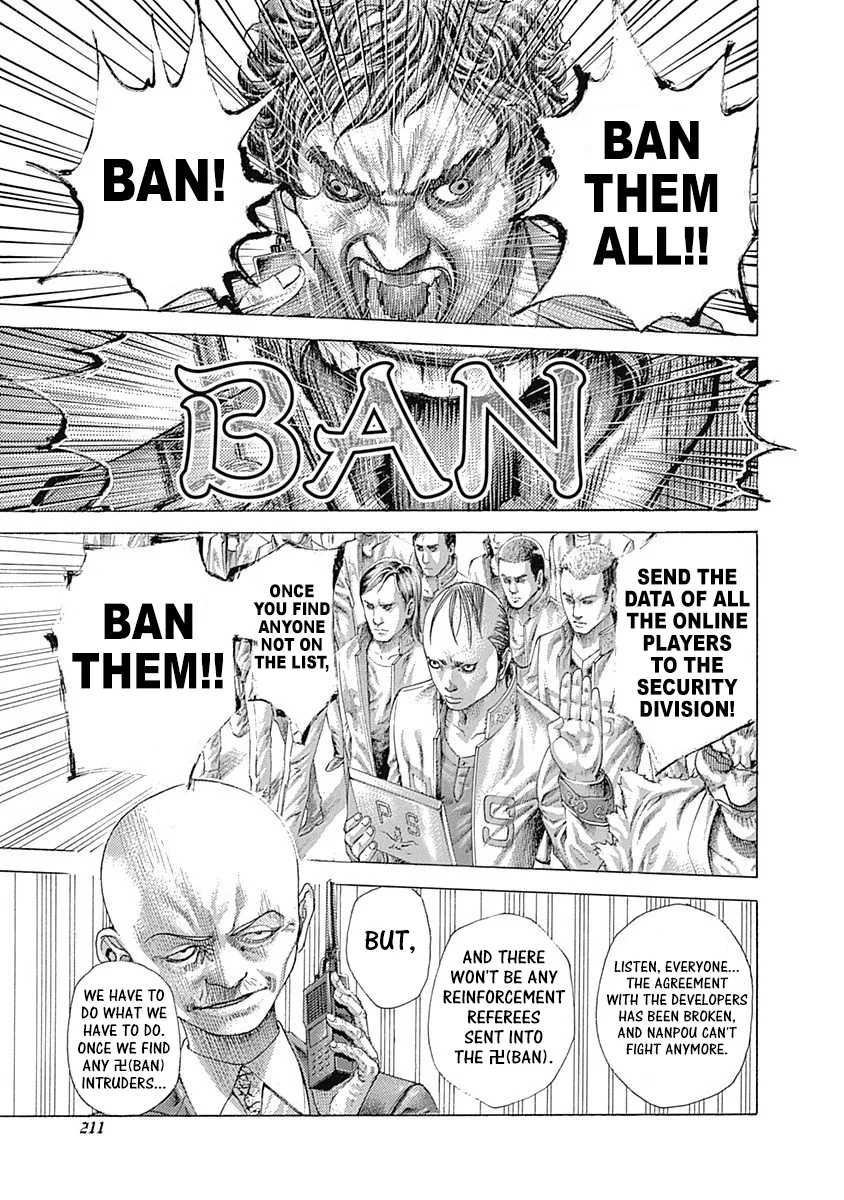 BAN
THEM
ALL!!
BAN!
BAN
SEND THE
DATA OF ALL
THE ONLINE
PLAYERS
TO THE
SECURITY
DIVISION!
ONCE
YOU FIND
ANYONE
NOT ON
THE LIST,
BAN
THEM!!
P S
S
LISTEN, EVERYONE...
THE AGREEMENT
WITH THE DEVELOPERS
HAS BEEN BROKEN,
AND NANPOU CAN'T
FIGHT ANYMORE.
AND THERE
WON'T BE ANY
REINFORCEMENT
REFEREES
SENT INTO
THE 卍(BAN).
BUT,
WE HAVE TO
DO WHAT WE
HAVE TO DO.
ONCE WE FIND
ANY 卍(BAN)
INTRUDERS...
211